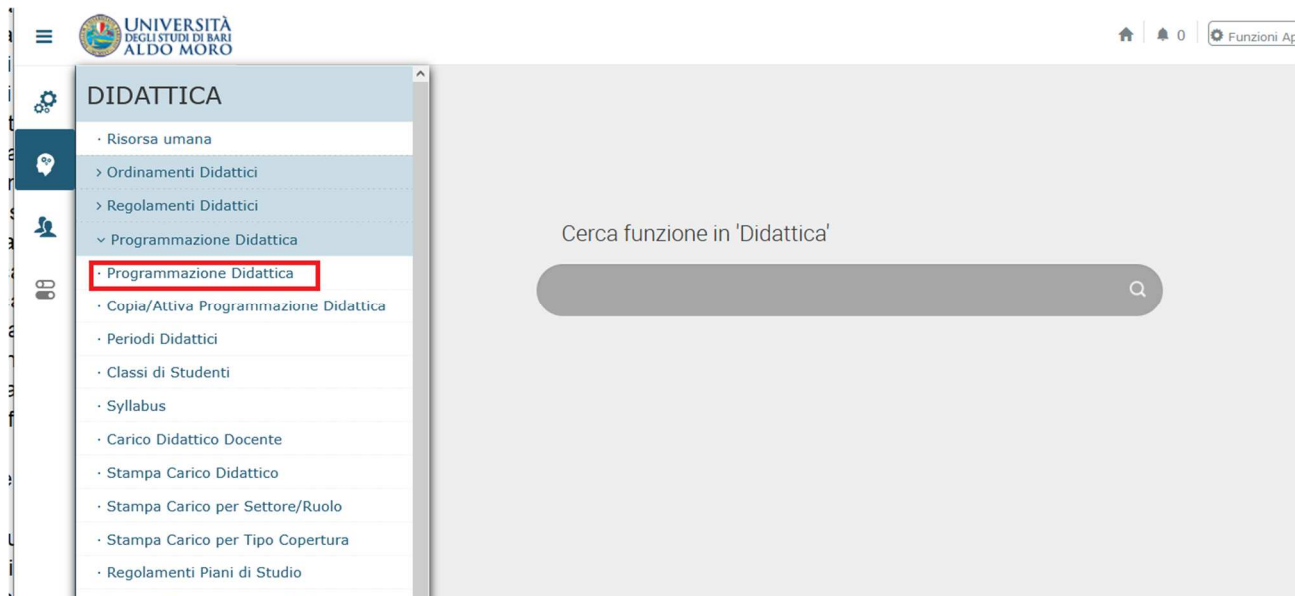 UNIVERSITÀ
DEGLI STUDI DI BARI
ALDO MORO
0
Funzioni Ap
DIDATTICA
· Risorsa umana
> Ordinamenti Didattici
> Regolamenti Didattici
Programmazione Didattica
· Programmazione Didattica
· Copia/Attiva Programmazione Didattica
· Periodi Didattici
· Classi di Studenti
· Syllabus
· Carico Didattico Docente
· Stampa Carico Didattico
· Stampa Carico per Settore/Ruolo
· Stampa Carico per Tipo Copertura
· Regolamenti Piani di Studio
Cerca funzione in 'Didattica'